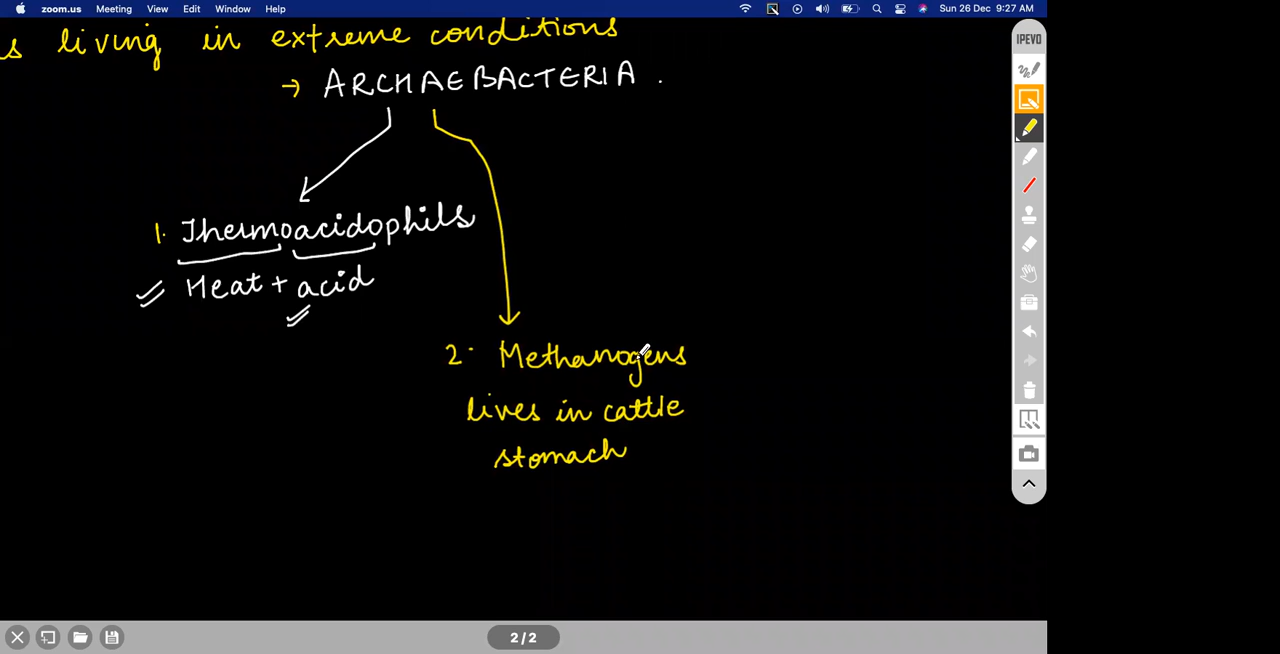 zoom.us Meeting View Edit Window Help Sun 26 Dec 9:27 AM
s living in extreme conditions
IPEVO
→ ARCHAEBACTERIA .
1. Thermoacidophils
Heat + acid
2. Methanogens
lives in cattle
stomach
2 / 2